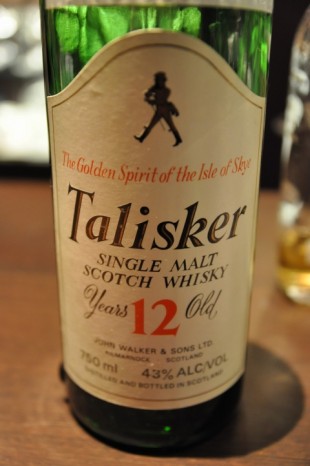 The Golden Spirit of the Isle of Skye
Talisker
SINGLE MALT
SCOTCH WHISKY
Years 12 Old
JOHN WALKER & SONS LTD.
KILMARNOCK SCOTLAND
750 ml 43% ALC/VOL
DISTILLED AND BOTTLED IN SCOTLAND